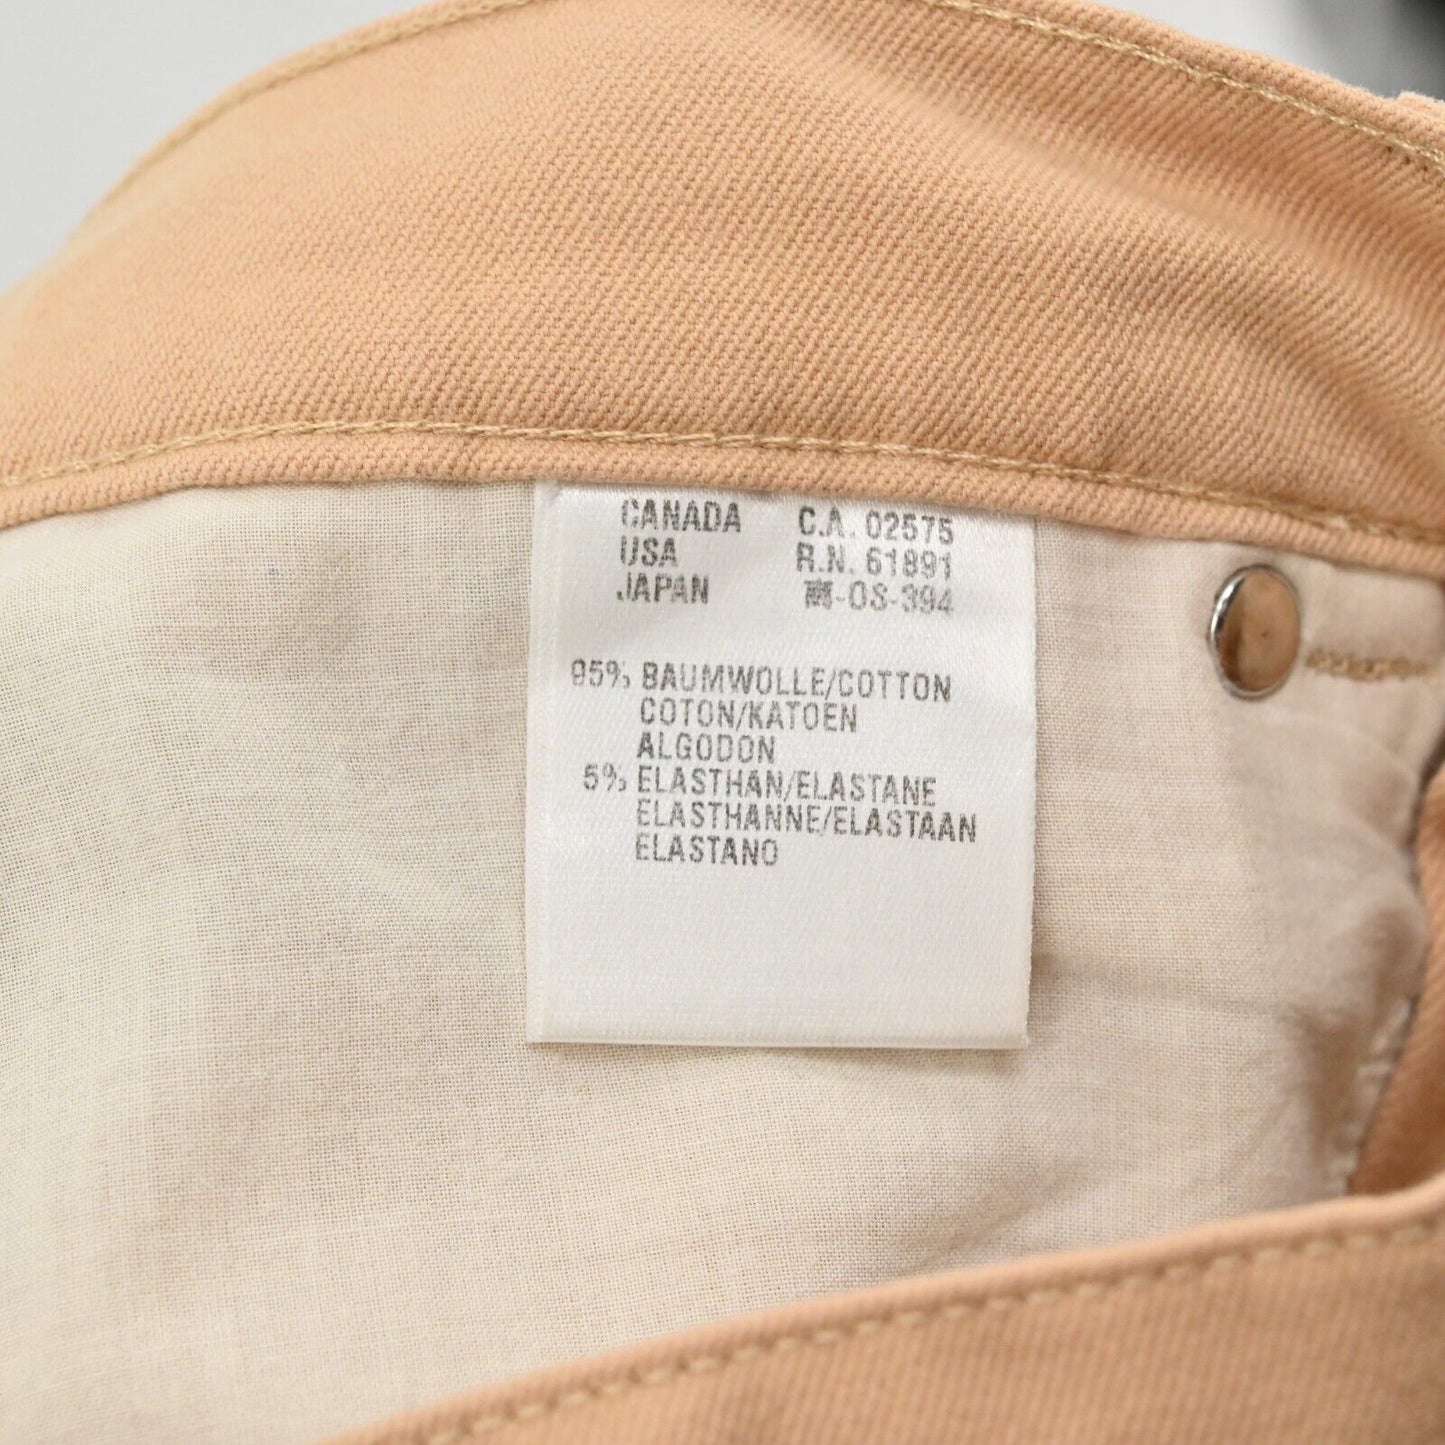 CANADA C.A. 02575
USA R.N. 61891
JAPAN -OS-394
95% BAUMWOLLE/COTTON
COTON/KATOEN
ALGODON
5% ELASTHAN/ELASTANE
ELASTHANNE/ELASTAAN
ELASTANO